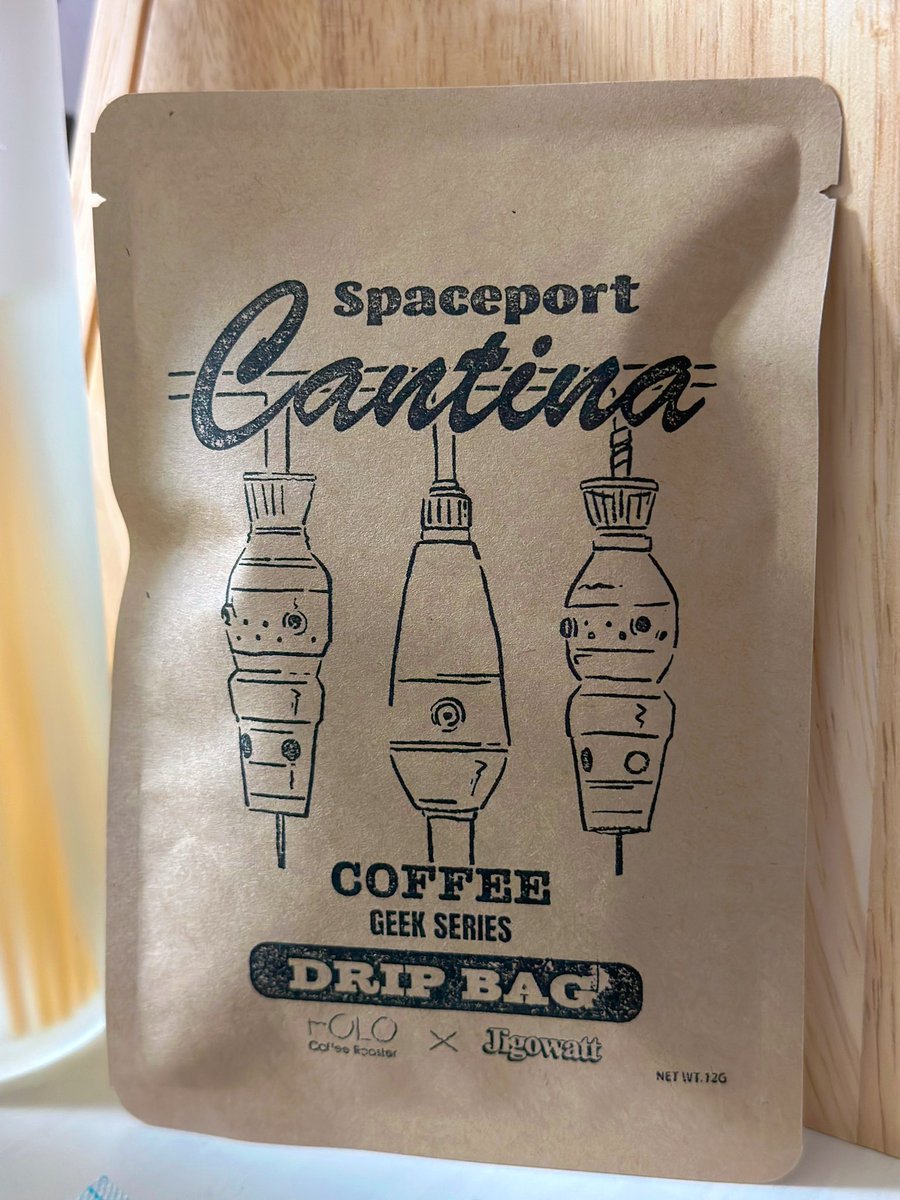 Spaceport
Cantina
COFFEE
GEEK SERIES
DRIP BAG
rOLO × Jigowatt
Coffee Roaster
NET WT.12G